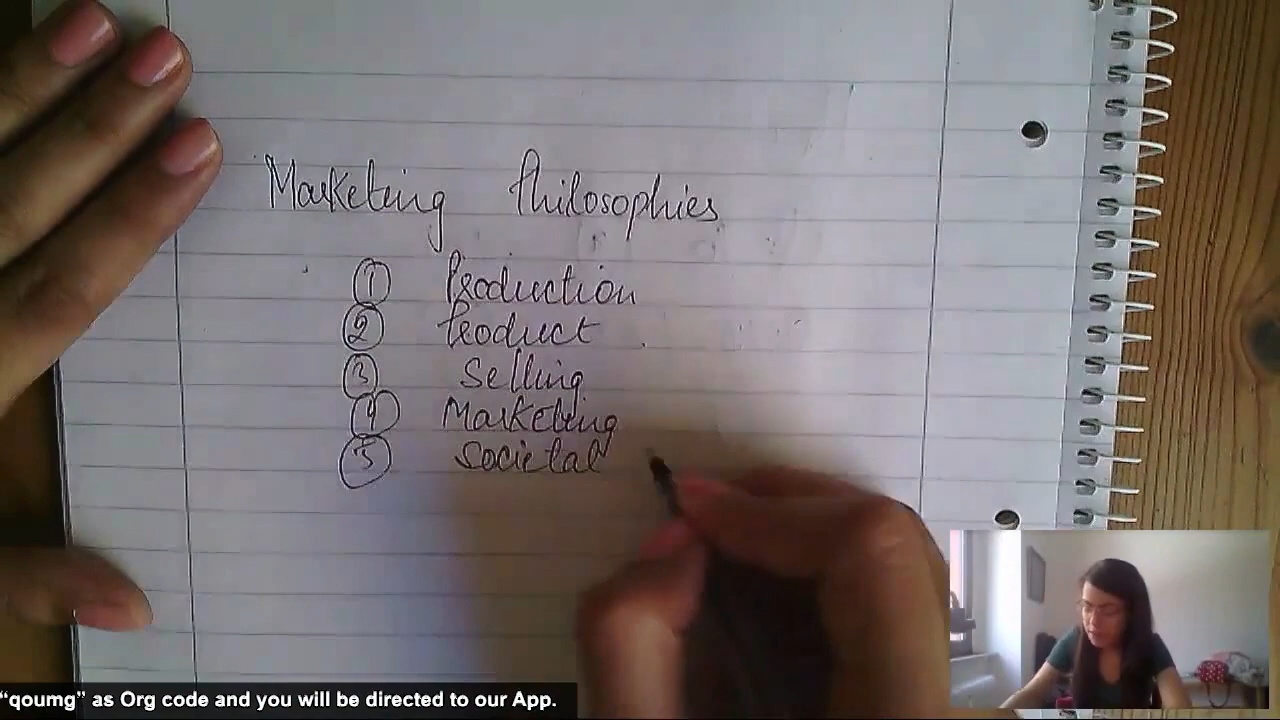 Marketing Philosophies
1 Production
2 Product
3 Selling
4 Marketing
5 Societal
“qoumg” as Org code and you will be directed to our App.